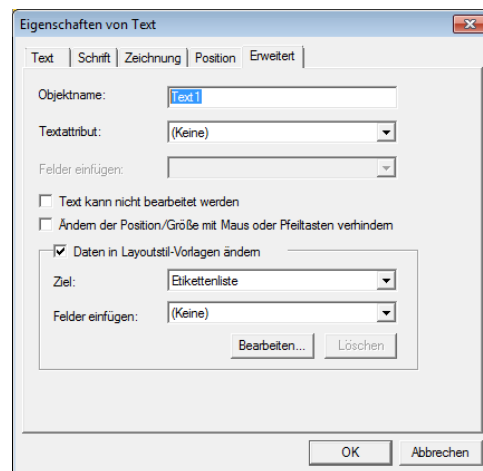 Eigenschaften von Text
Text Schrift Zeichnung Position Erweitert
Objektname: Text1
Textattribut: (Keine)
Felder einfügen:
Text kann nicht bearbeitet werden
Ändern der Position/Größe mit Maus oder Pfeiltasten verhindern
Daten in Layoutstil-Vorlagen ändern
Ziel: Etikettenliste
Felder einfügen: (Keine)
Bearbeiten... Löschen
OK Abbrechen